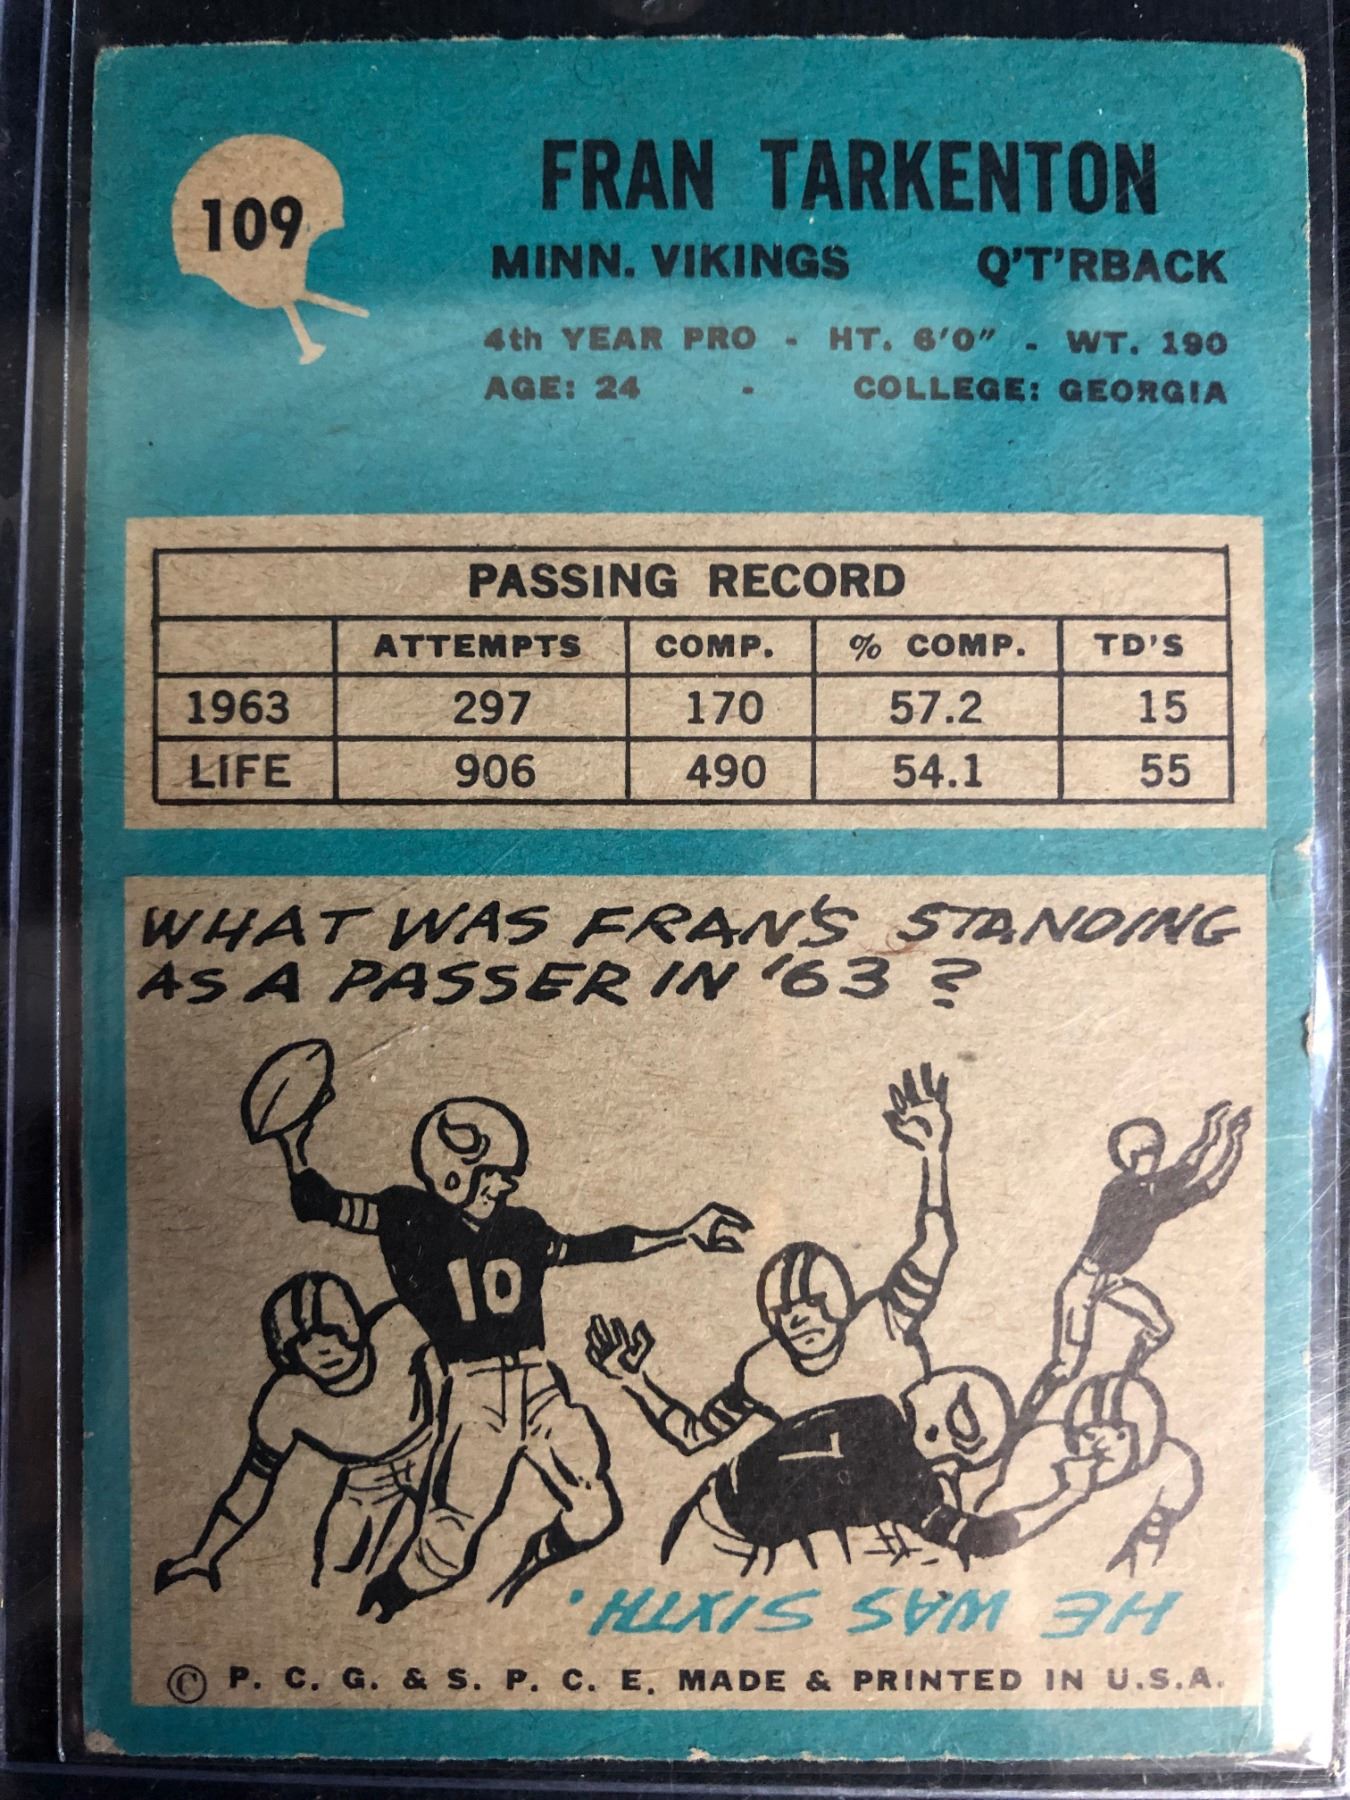 109
FRAN TARKENTON
MINN. VIKINGS Q'T'RBACK
4th YEAR PRO - HT. 6'0" - WT. 190
AGE: 24 - COLLEGE: GEORGIA
PASSING RECORD
ATTEMPTS COMP. % COMP. TD'S
1963 297 170 57.2 15
LIFE 906 490 54.1 55
WHAT WAS FRAN'S STANDING
AS A PASSER IN '63?
10
7
HE WAS SIXTH.
© P. C. G. & S. P. C. E. MADE & PRINTED IN U.S.A.